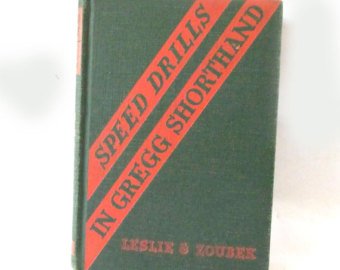 SPEED DRILLS
IN GREGG SHORTHAND
LESLIE & ZOUBEK